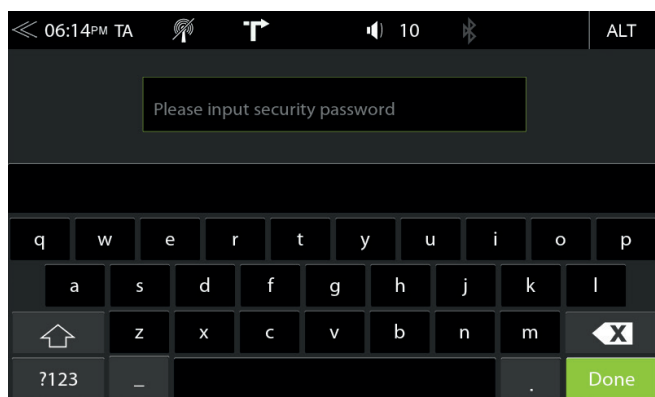 06:14PM TA 10 ALT
Please input security password
q w e r t y u i o p
a s d f g h j k l
z x c v b n m X
?123 _ . Done